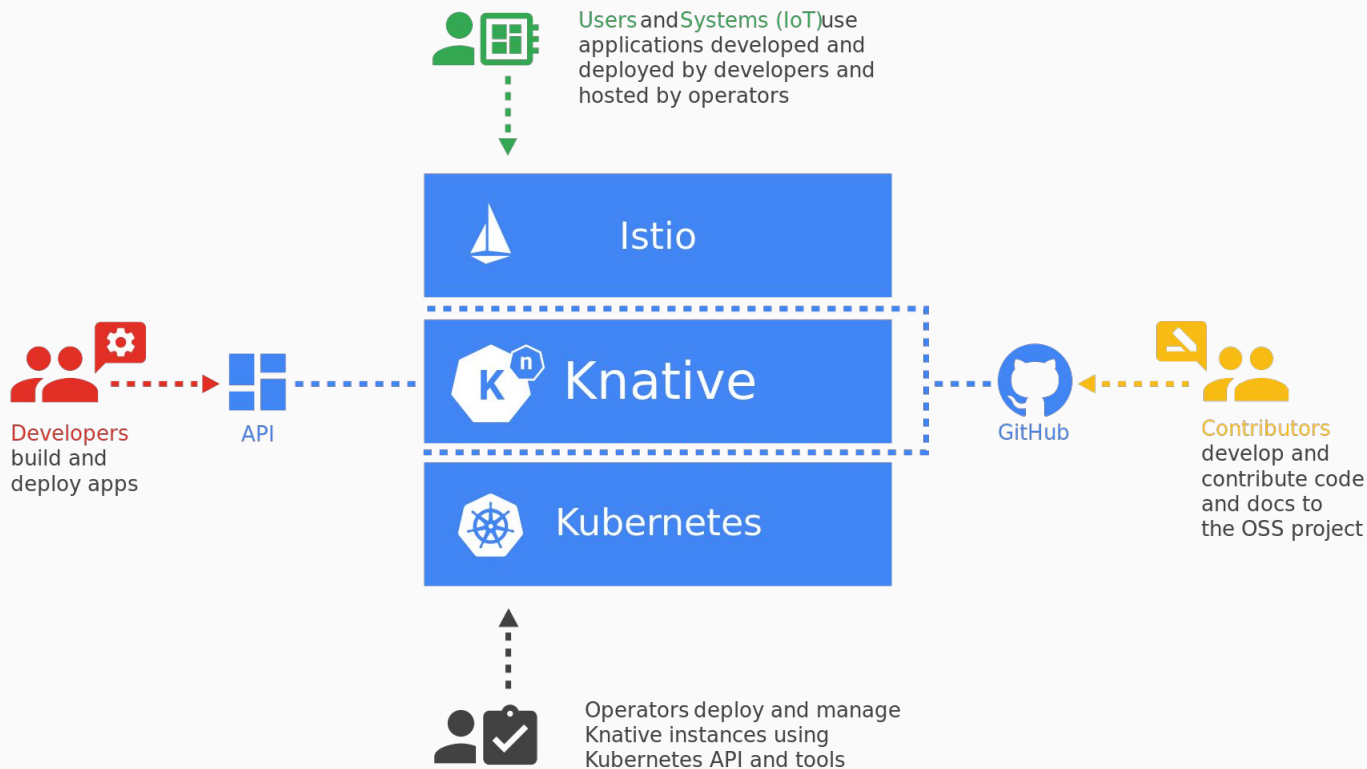 Users and Systems (IoT) use
applications developed and
deployed by developers and
hosted by operators
Istio
K n Knative
Developers
build and
deploy apps
API
GitHub
Contributors
develop and
contribute code
and docs to
the OSS project
Kubernetes
Operators deploy and manage
Knative instances using
Kubernetes API and tools